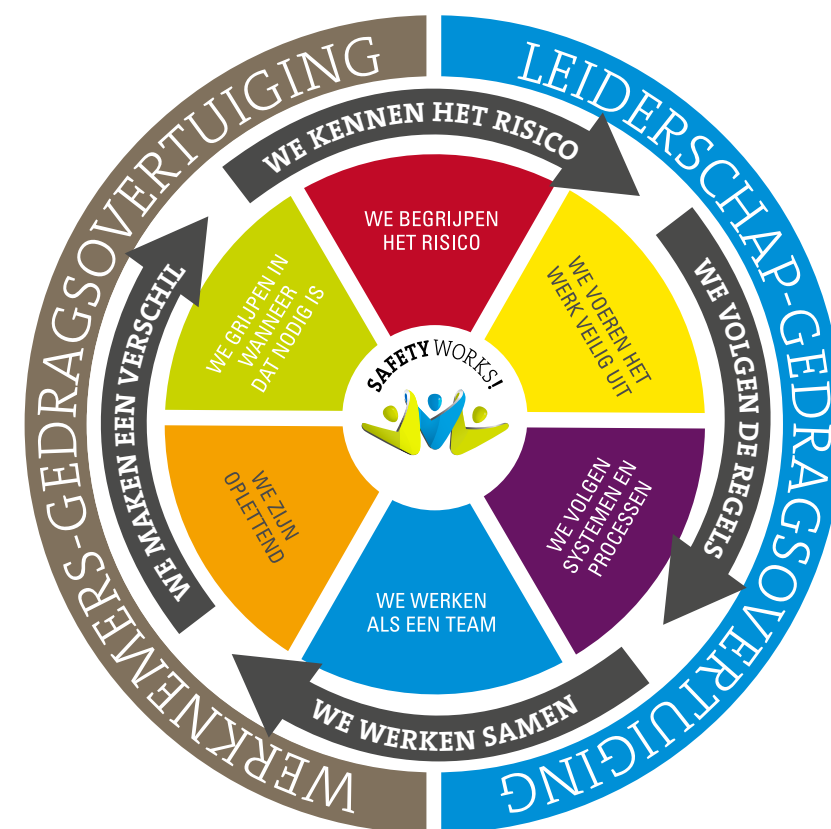 WERKNEMERS-GEDRAGSOVERTUIGING
LEIDERSCHAP-GEDRAGSOVERTUIGING
WE KENNEN HET RISICO
WE VOLGEN DE REGELS
WE WERKEN SAMEN
WE MAKEN EEN VERSCHIL
WE BEGRIJPEN
HET RISICO
WE VOEREN HET
WERK VEILIG UIT
WE VOLGEN
SYSTEMEN EN
PROCESSEN
WE WERKEN
ALS EEN TEAM
WE ZIJN
OPLETTEND
WE GRIJPEN IN
WANNEER
DAT NODIG IS
SAFETY WORKS!